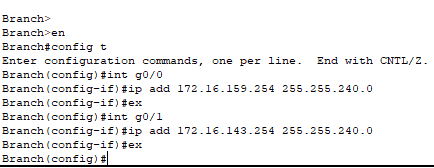 Branch>
Branch>en
Branch#config t
Enter configuration commands, one per line.  End with CNTL/Z.
Branch(config)#int g0/0
Branch(config-if)#ip add 172.16.159.254 255.255.240.0
Branch(config-if)#ex
Branch(config)#int g0/1
Branch(config-if)#ip add 172.16.143.254 255.255.240.0
Branch(config-if)#ex
Branch(config)#